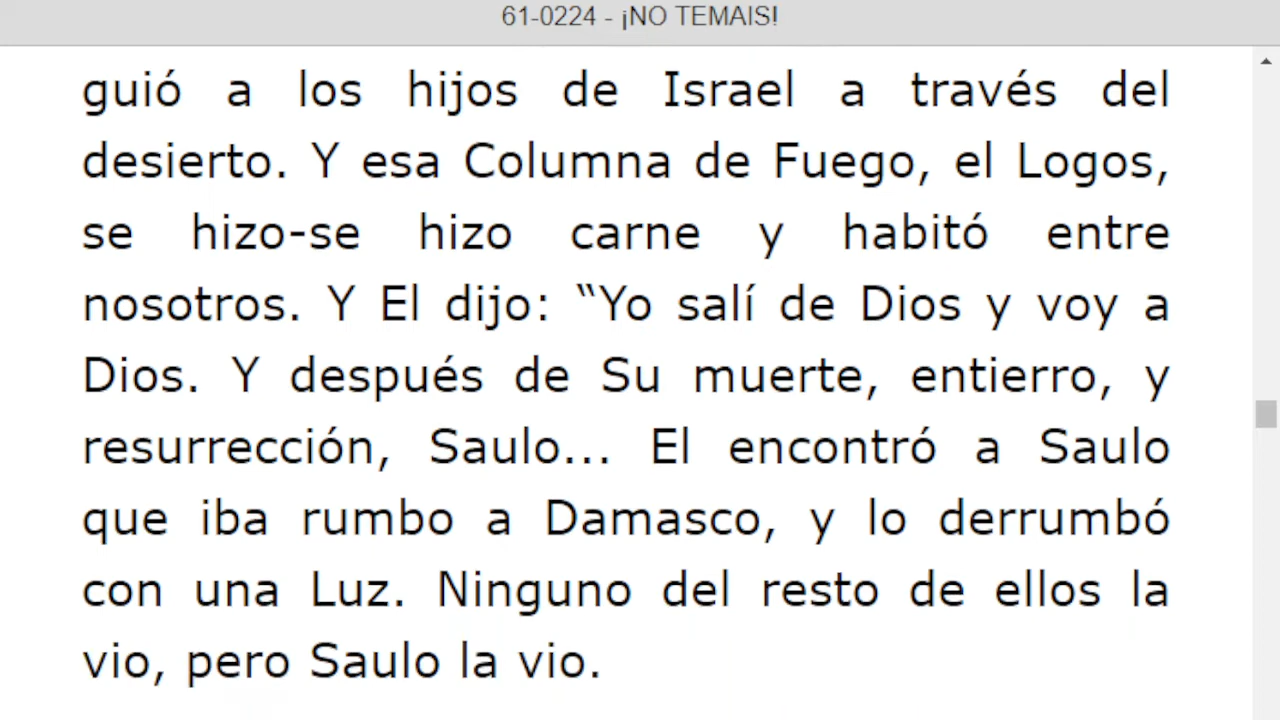 61-0224 - ¡NO TEMAIS!
guió a los hijos de Israel a través del
desierto. Y esa Columna de Fuego, el Logos,
se hizo-se hizo carne y habitó entre
nosotros. Y El dijo: “Yo salí de Dios y voy a
Dios. Y después de Su muerte, entierro, y
resurrección, Saulo... El encontró a Saulo
que iba rumbo a Damasco, y lo derrumbó
con una Luz. Ninguno del resto de ellos la
vio, pero Saulo la vio.